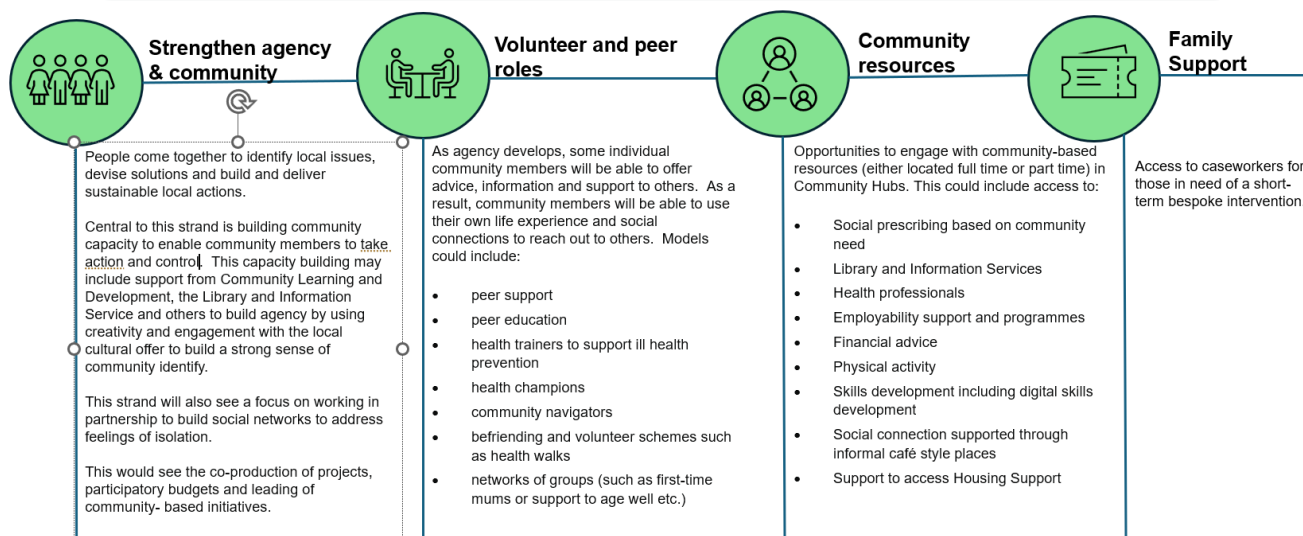 Strengthen agency
& community
People come together to identify local issues,
devise solutions and build and deliver
sustainable local actions.
Central to this strand is building community
capacity to enable community members to take
action and control. This capacity building may
include support from Community Learning and
Development, the Library and Information
Service and others to build agency by using
creativity and engagement with the local
cultural offer to build a strong sense of
community identify.
This strand will also see a focus on working in
partnership to build social networks to address
feelings of isolation.
This would see the co-production of projects,
participatory budgets and leading of
community- based initiatives.
Volunteer and peer
roles
As agency develops, some individual
community members will be able to offer
advice, information and support to others. As a
result, community members will be able to use
their own life experience and social
connections to reach out to others. Models
could include:
• peer support
• peer education
• health trainers to support ill health
prevention
• health champions
• community navigators
• befriending and volunteer schemes such
as health walks
• networks of groups (such as first-time
mums or support to age well etc.)
Community
resources
Opportunities to engage with community-based
resources (either located full time or part time) in
Community Hubs. This could include access to:
• Social prescribing based on community
need
• Library and Information Services
• Health professionals
• Employability support and programmes
• Financial advice
• Physical activity
• Skills development including digital skills
development
• Social connection supported through
informal café style places
• Support to access Housing Support
Family
Support
Access to caseworkers for
those in need of a short-
term bespoke intervention